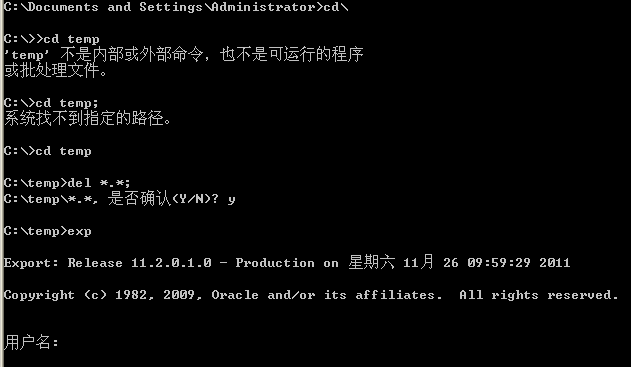 C:\Documents and Settings\Administrator>cd\
C:\>>cd temp
'temp' 不是内部或外部命令，也不是可运行的程序
或批处理文件。
C:\>cd temp;
系统找不到指定的路径。
C:\>cd temp
C:\temp>del *.*;
C:\temp\*.*, 是否确认(Y/N)? y
C:\temp>exp
Export: Release 11.2.0.1.0 - Production on 星期六 11月 26 09:59:29 2011
Copyright (c) 1982, 2009, Oracle and/or its affiliates.  All rights reserved.
用户名: